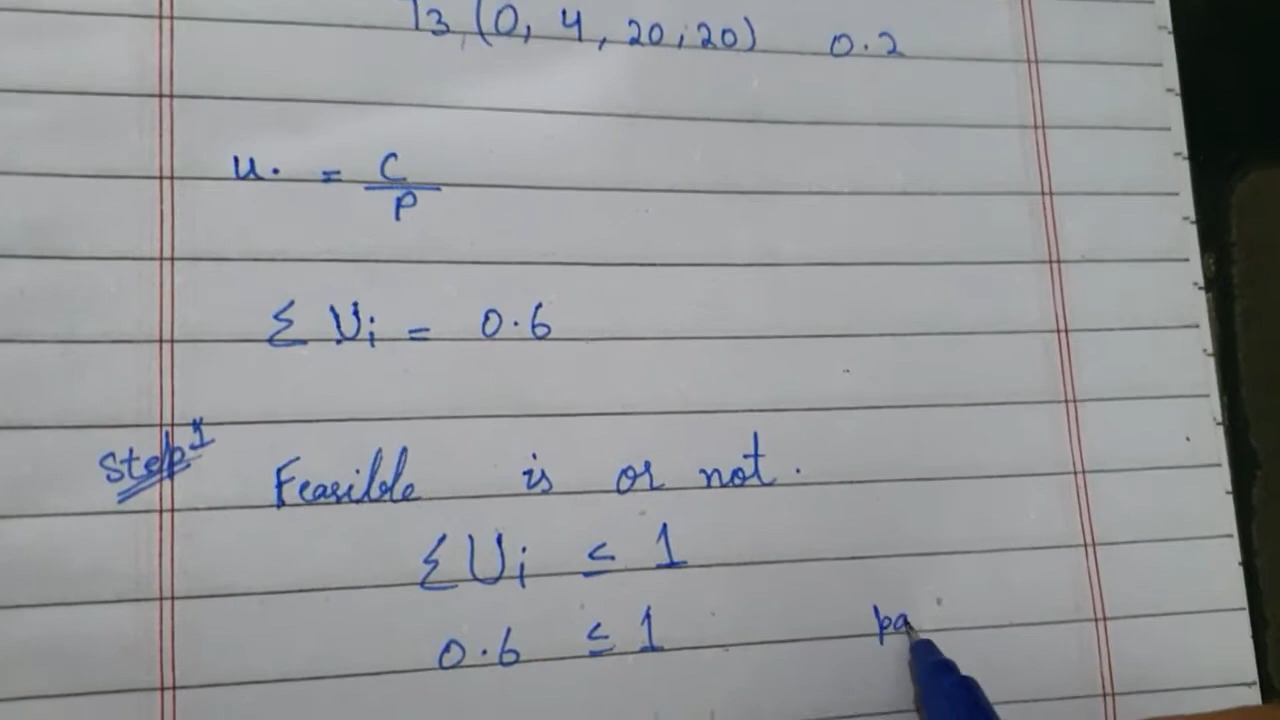 T3 (0, 4, 20, 20) 0.2
u. = C
P
Σ Ui = 0.6
Step 1
Feasible is or not.
ΣUi ≤ 1
0.6 ≤ 1 pa